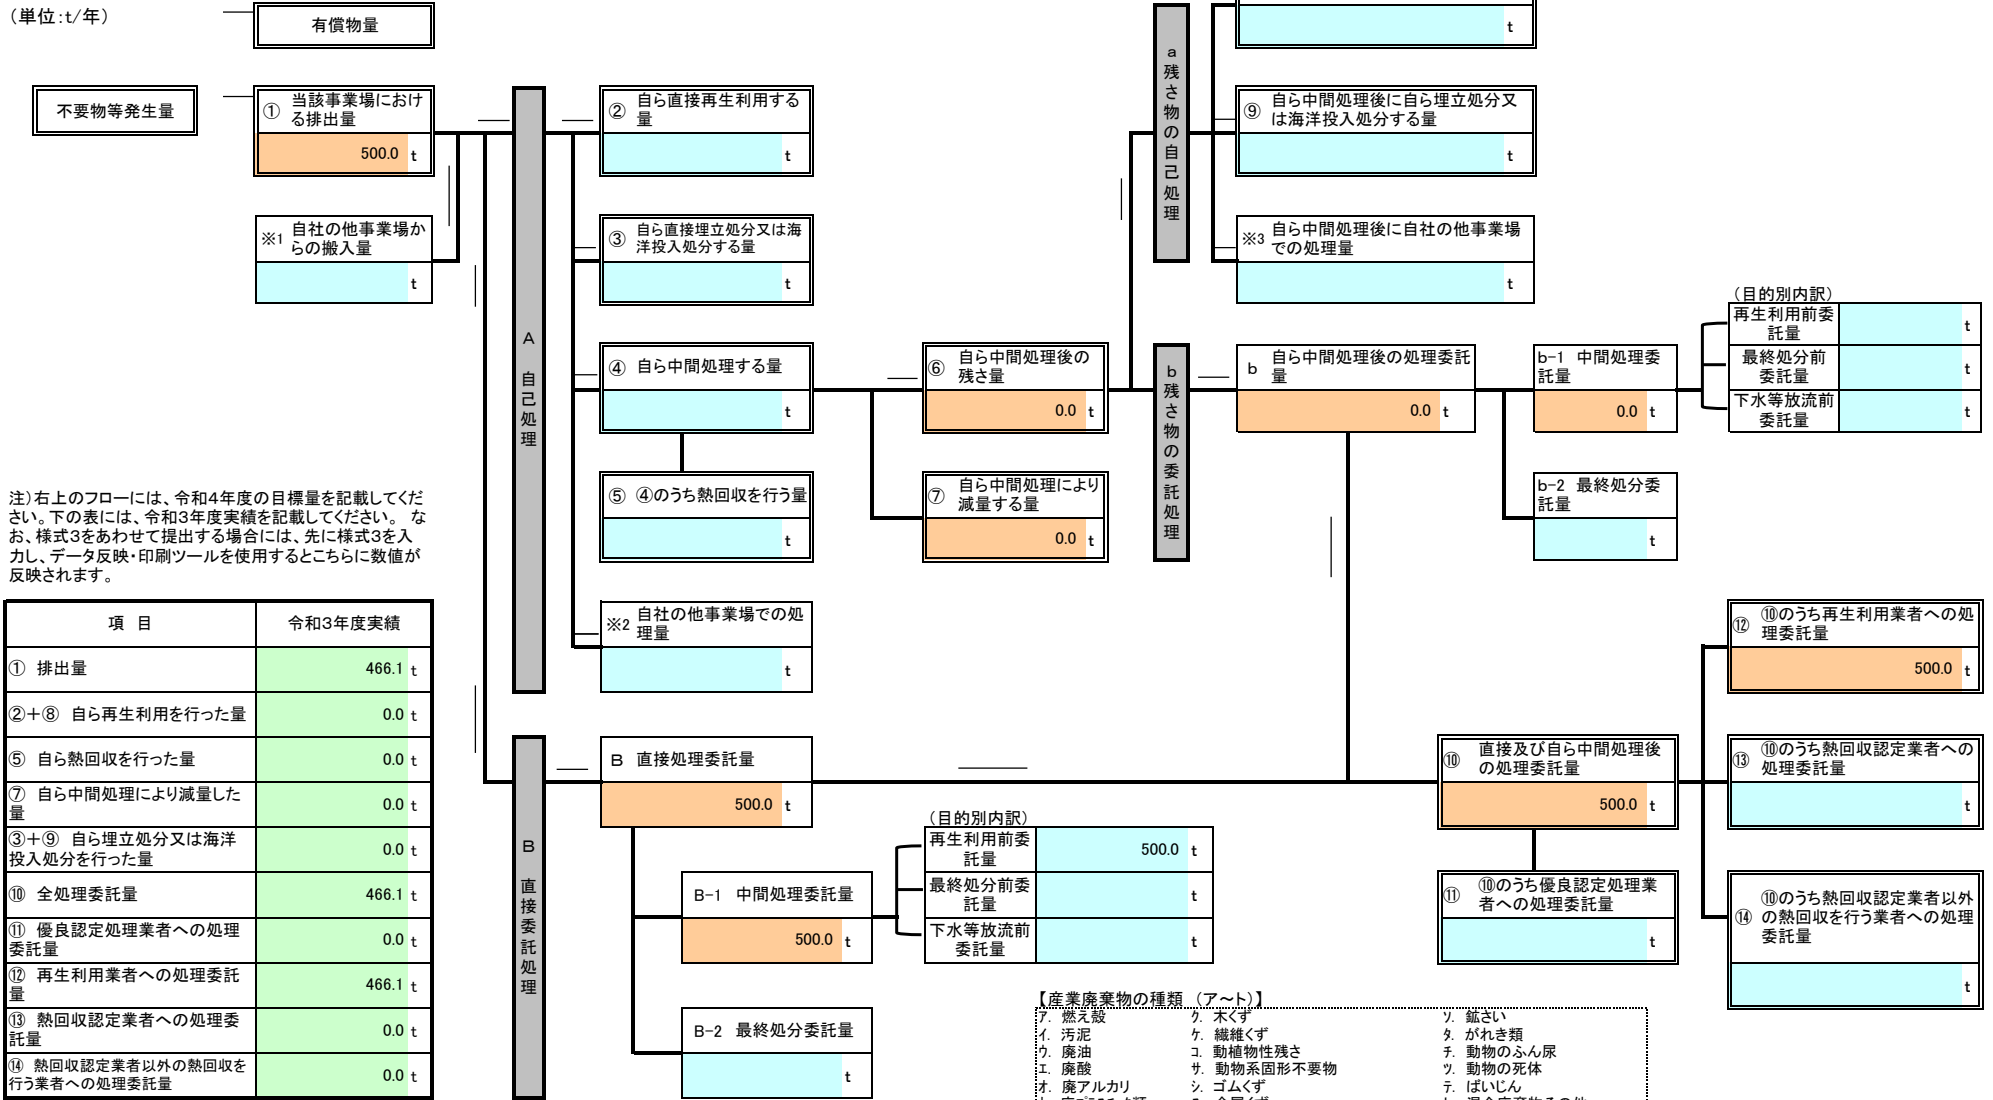 （単位:t/年）
有償物量
不要物等発生量
① 当該事業場におけ
る排出量
500.0 t
※1 自社の他事業場か
らの搬入量
t
A 自己処理
② 自ら直接再生利用する
量
t
③ 自ら直接埋立処分又は海
洋投入処分する量
t
④ 自ら中間処理する量
t
⑤ ④のうち熱回収を行う量
t
※2 自社の他事業場での処
理量
t
⑥ 自ら中間処理後の
残さ量
0.0 t
⑦ 自ら中間処理により
減量する量
0.0 t
a 残さ物の自己処理
t
⑨ 自ら中間処理後に自ら埋立処分又
は海洋投入処分する量
t
※3 自ら中間処理後に自社の他事業場
での処理量
t
b 残さ物の委託処理
b 自ら中間処理後の処理委託
量
0.0 t
b-1 中間処理委
託量
0.0 t
b-2 最終処分委
託量
t
（目的別内訳）
再生利用前委
託量
t
最終処分前
委託量
t
下水等放流前
委託量
t
注）右上のフローには、令和4年度の目標量を記載してくだ
さい。下の表には、令和3年度実績を記載してください。 な
お、様式3をあわせて提出する場合には、先に様式3を入
力し、データ反映・印刷ツールを使用するとこちらに数値が
反映されます。
項 目 令和3年度実績
① 排出量 466.1 t
②＋⑧ 自ら再生利用を行った量 0.0 t
⑤ 自ら熱回収を行った量 0.0 t
⑦ 自ら中間処理により減量した
量 0.0 t
③＋⑨ 自ら埋立処分又は海洋
投入処分を行った量 0.0 t
⑩ 全処理委託量 466.1 t
⑪ 優良認定処理業者への処理
委託量 0.0 t
⑫ 再生利用業者への処理委託
量 466.1 t
⑬ 熱回収認定業者への処理委
託量 0.0 t
⑭ 熱回収認定業者以外の熱回収を
行う業者への処理委託量 0.0 t
B 直接委託処理
B 直接処理委託量
500.0 t
B-1 中間処理委託量
500.0 t
B-2 最終処分委託量
t
（目的別内訳）
再生利用前委
託量
500.0 t
最終処分前委
託量
t
下水等放流前
委託量
t
⑩ 直接及び自ら中間処理後
の処理委託量
500.0 t
⑪ ⑩のうち優良認定処理業
者への処理委託量
t
⑫ ⑩のうち再生利用業者への処
理委託量
500.0 t
⑬ ⑩のうち熱回収認定業者への
処理委託量
t
⑭ ⑩のうち熱回収認定業者以外
の熱回収を行う業者への処理
委託量
t
【産業廃棄物の種類 （ア～ト）】
ア. 燃え殻 ク. 木くず ソ. 鉱さい
イ. 汚泥 ケ. 繊維くず タ. がれき類
ウ. 廃油 コ. 動植物性残さ チ. 動物のふん尿
エ. 廃酸 サ. 動物系固形不要物 ツ. 動物の死体
オ. 廃アルカリ シ. ゴムくず テ. ばいじん